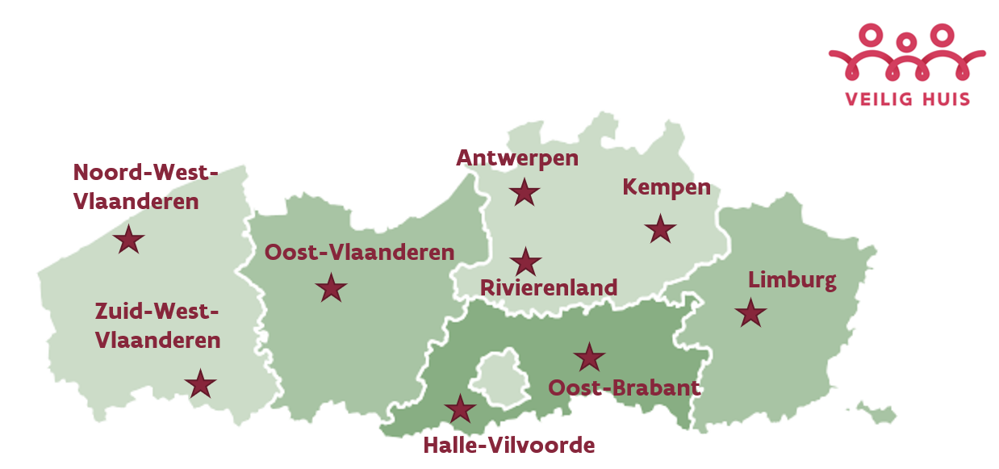 VEILIG HUIS
Antwerpen
Noord-West-
Vlaanderen
Kempen
Oost-Vlaanderen
Rivierenland
Limburg
Zuid-West-
Vlaanderen
Oost-Brabant
Halle-Vilvoorde